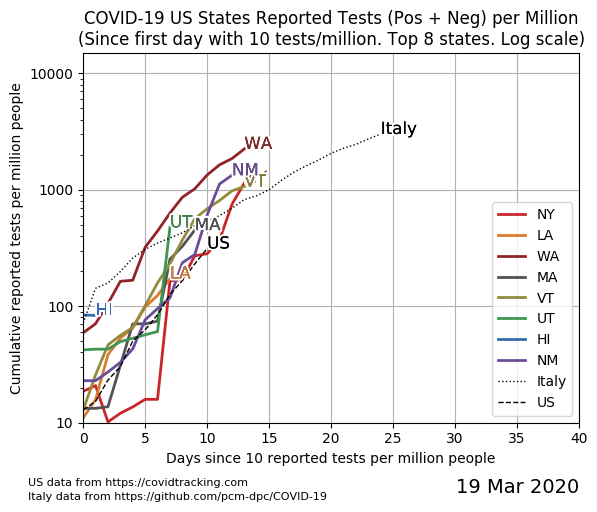 COVID-19 US States Reported Tests (Pos + Neg) per Million
(Since first day with 10 tests/million. Top 8 states. Log scale)
Cumulative reported tests per million people
10000
1000
100
10
0
5
10
15
20
25
30
35
40
Days since 10 reported tests per million people
Italy
WA
NM
VT
UT
MA
US
LA
HI
NY
LA
WA
MA
VT
UT
HI
NM
Italy
US
US data from https://covidtracking.com
Italy data from https://github.com/pcm-dpc/COVID-19
19 Mar 2020